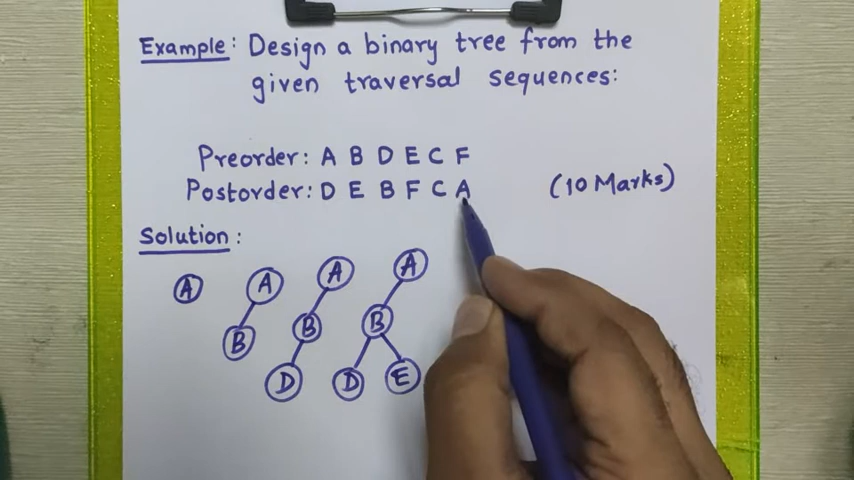 Example: Design a binary tree from the
given traversal sequences:
Preorder: A B D E C F
Postorder: D E B F C A
(10 Marks)
Solution:
A A A A
B B B
D D E